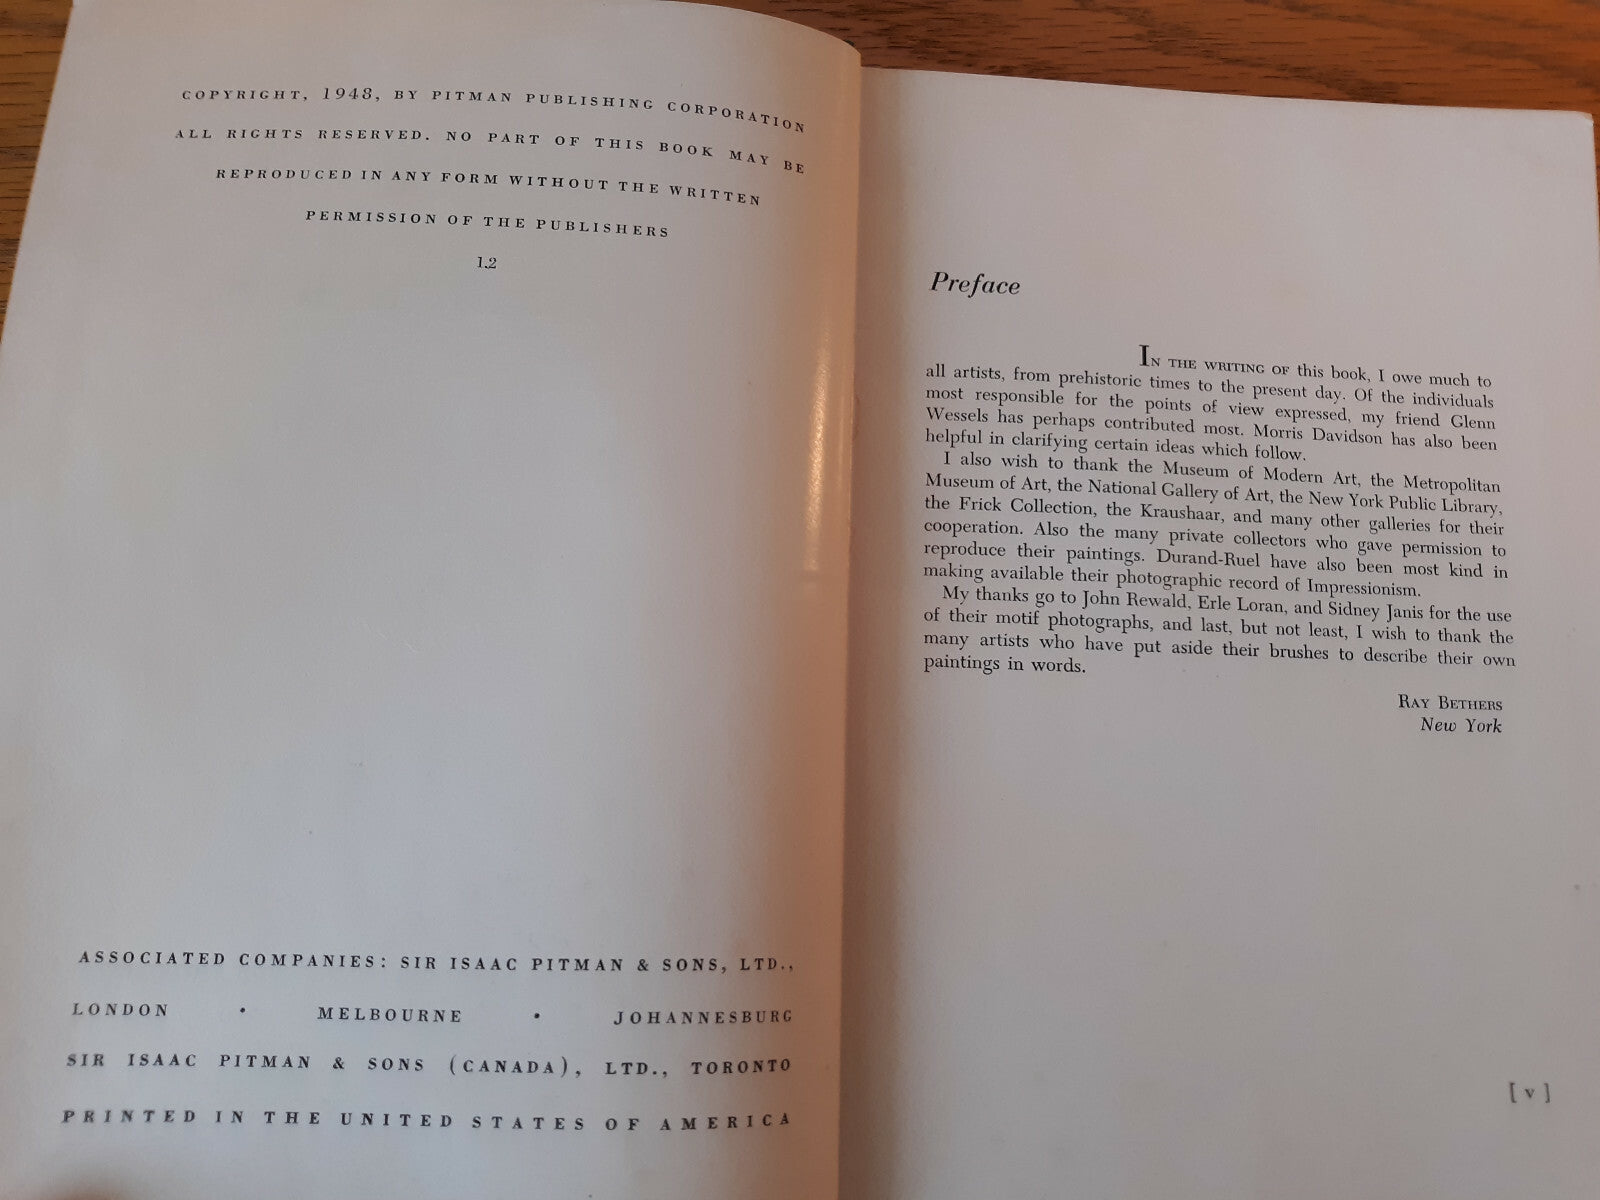 COPYRIGHT, 1948, BY PITMAN PUBLISHING CORPORATION
ALL RIGHTS RESERVED. NO PART OF THIS BOOK MAY BE
REPRODUCED IN ANY FORM WITHOUT THE WRITTEN
PERMISSION OF THE PUBLISHERS
1.2
ASSOCIATED COMPANIES: SIR ISAAC PITMAN & SONS, LTD.,
LONDON • MELBOURNE • JOHANNESBURG
SIR ISAAC PITMAN & SONS (CANADA), LTD., TORONTO
PRINTED IN THE UNITED STATES OF AMERICA
Preface
IN THE WRITING OF this book, I owe much to
all artists, from prehistoric times to the present day. Of the individuals
most responsible for the points of view expressed, my friend Glenn
Wessels has perhaps contributed most. Morris Davidson has also been
helpful in clarifying certain ideas which follow.
I also wish to thank the Museum of Modern Art, the Metropolitan
Museum of Art, the National Gallery of Art, the New York Public Library,
the Frick Collection, the Kraushaar, and many other galleries for their
cooperation. Also the many private collectors who gave permission to
reproduce their paintings. Durand-Ruel have also been most kind in
making available their photographic record of Impressionism.
My thanks go to John Rewald, Erle Loran, and Sidney Janis for the use
of their motif photographs, and last, but not least, I wish to thank the
many artists who have put aside their brushes to describe their own
paintings in words.
RAY BETHERS
New York
[ v ]